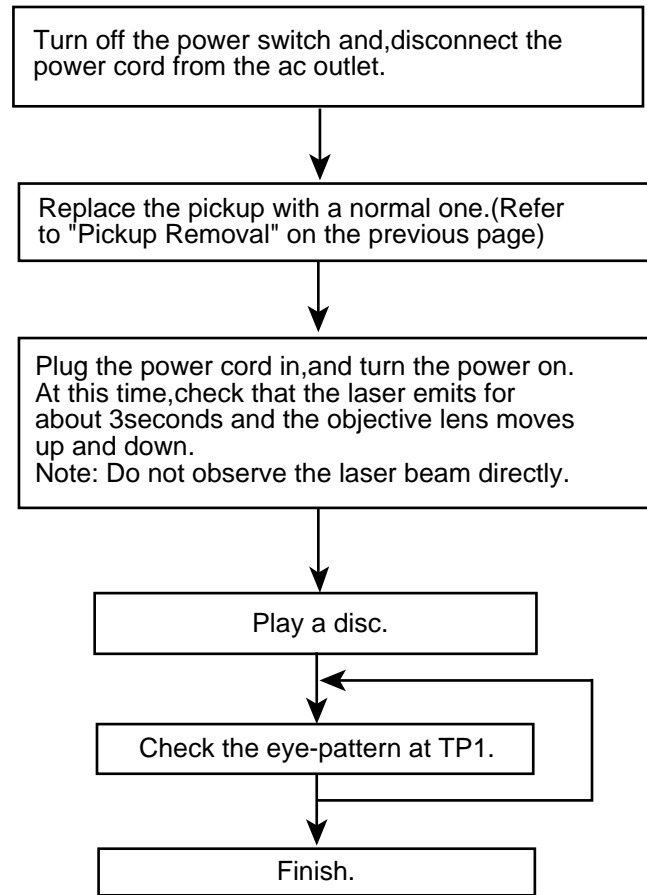 Turn off the power switch and,disconnect the
power cord from the ac outlet.
Replace the pickup with a normal one.(Refer
to "Pickup Removal" on the previous page)
Plug the power cord in,and turn the power on.
At this time,check that the laser emits for
about 3seconds and the objective lens moves
up and down.
Note: Do not observe the laser beam directly.
Play a disc.
Check the eye-pattern at TP1.
Finish.